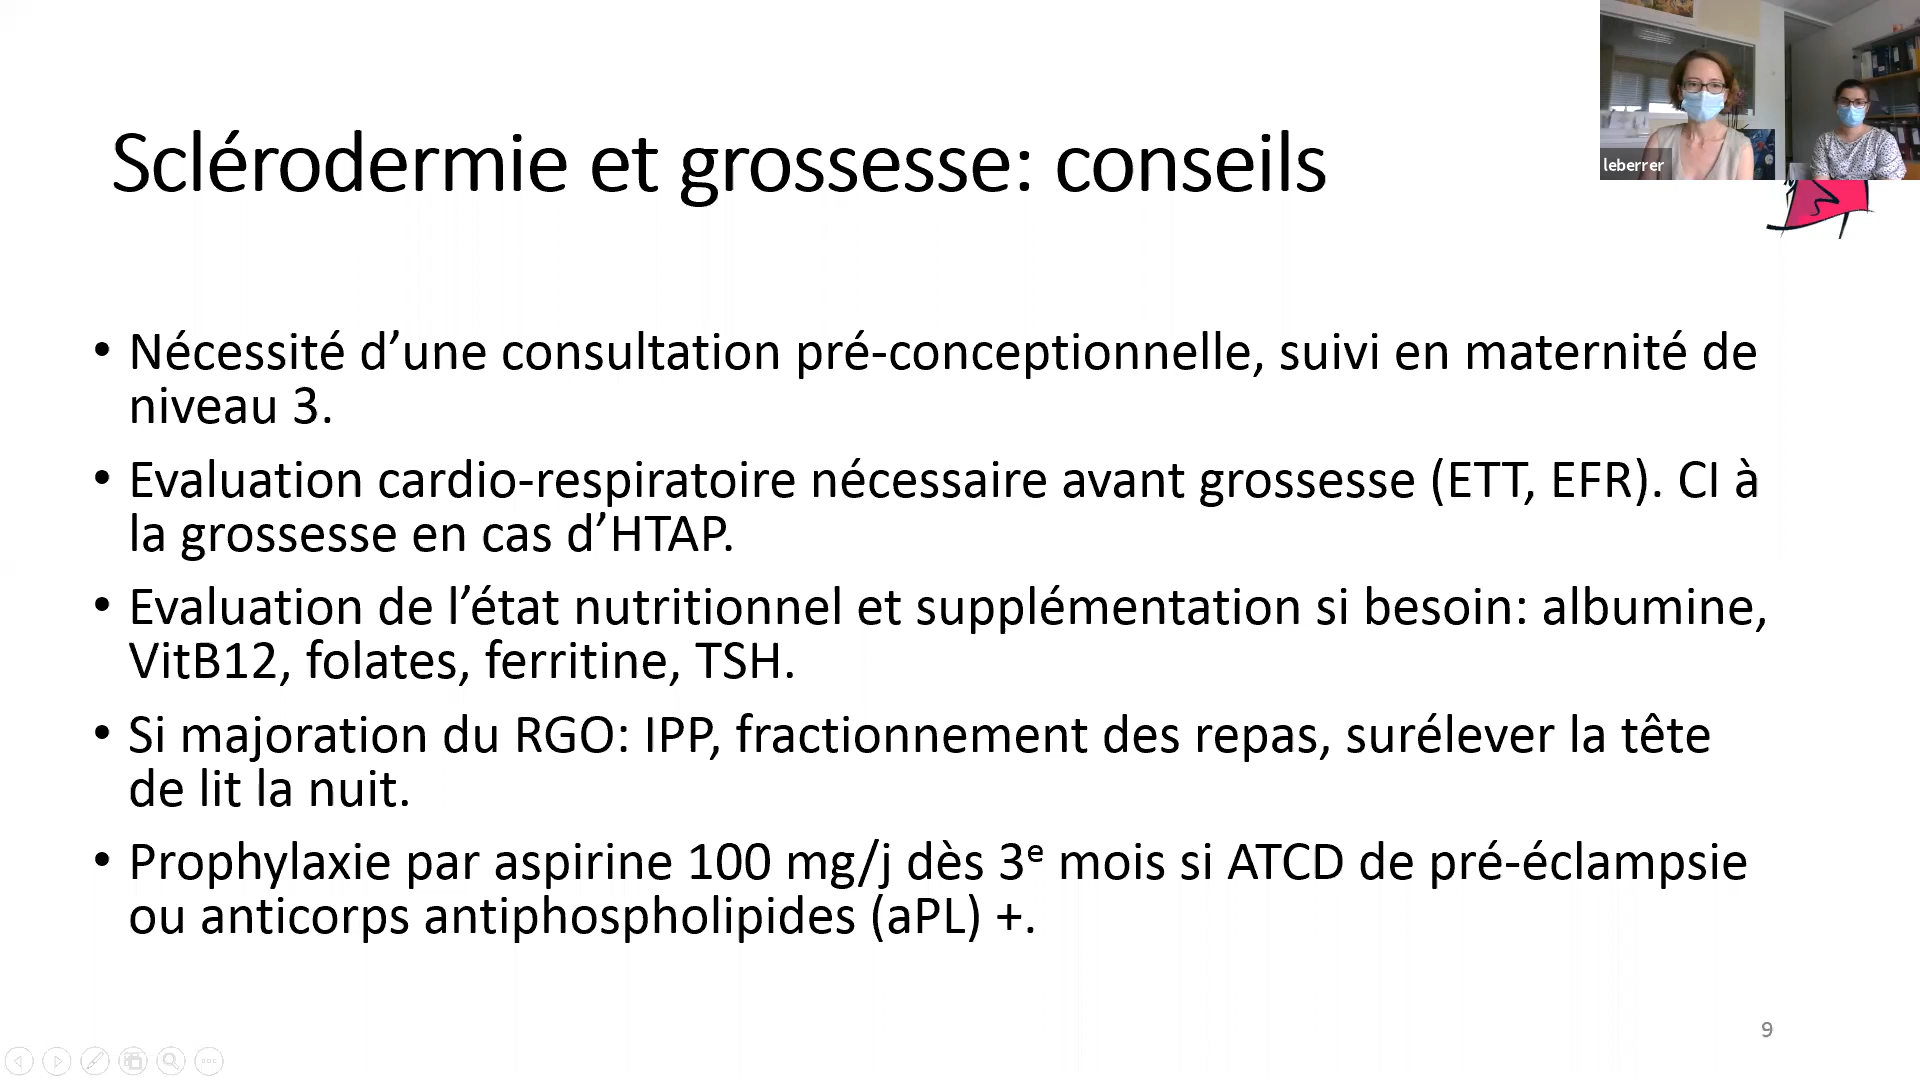 leberrer
Sclérodermie et grossesse: conseils
• Nécessité d’une consultation pré-conceptionnelle, suivi en maternité de
niveau 3.
• Evaluation cardio-respiratoire nécessaire avant grossesse (ETT, EFR). CI à
la grossesse en cas d’HTAP.
• Evaluation de l’état nutritionnel et supplémentation si besoin: albumine,
VitB12, folates, ferritine, TSH.
• Si majoration du RGO: IPP, fractionnement des repas, surélever la tête
de lit la nuit.
• Prophylaxie par aspirine 100 mg/j dès 3e mois si ATCD de pré-éclampsie
ou anticorps antiphospholipides (aPL) +.
9